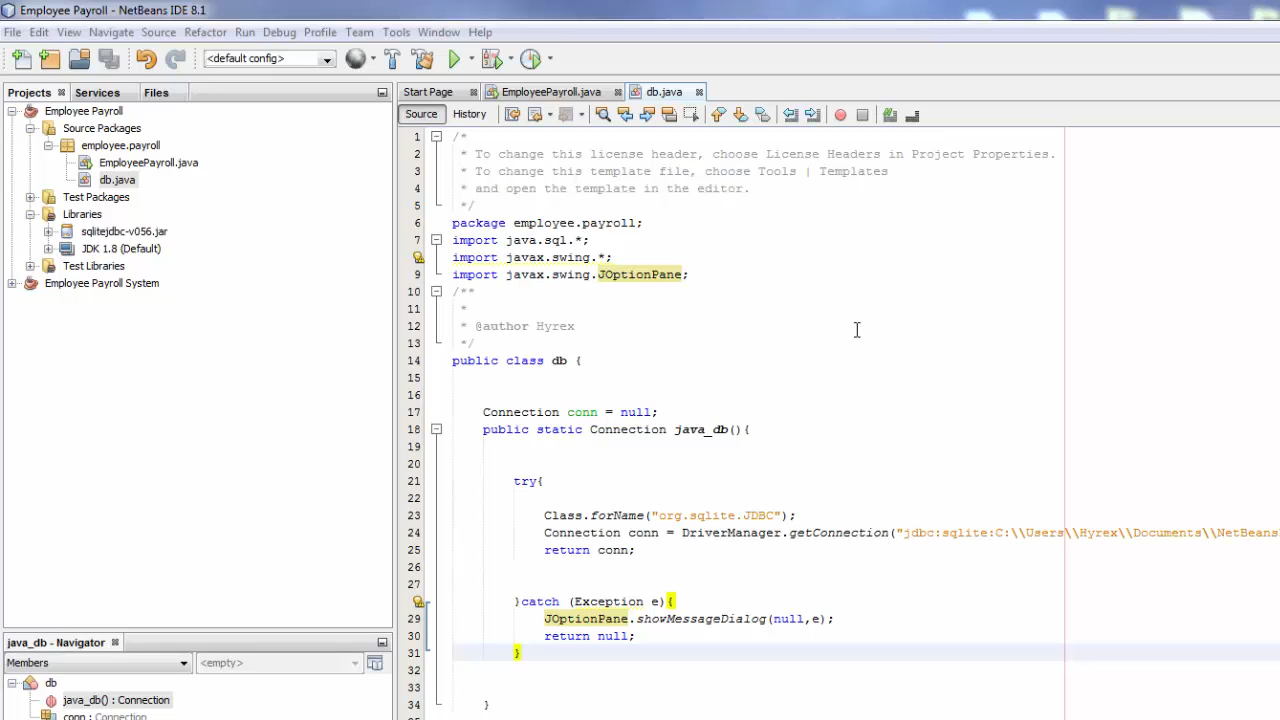 Employee Payroll - NetBeans IDE 8.1
File Edit View Navigate Source Refactor Run Debug Profile Team Tools Window Help
<default config>
Projects Services Files
Employee Payroll
Source Packages
employee.payroll
EmployeePayroll.java
db.java
Test Packages
Libraries
sqlitejdbc-v056.jar
JDK 1.8 (Default)
Test Libraries
Employee Payroll System
java_db - Navigator
Members <empty>
db
java_db() : Connection
conn : Connection
Start Page EmployeePayroll.java db.java
Source History
1 /*
2 * To change this license header, choose License Headers in Project Properties.
3 * To change this template file, choose Tools | Templates
4 * and open the template in the editor.
5 */
6 package employee.payroll;
7 import java.sql.*;
import javax.swing.*;
9 import javax.swing.JOptionPane;
10 /**
11 *
12 * @author Hyrex
13 */
14 public class db {
15
16
17 Connection conn = null;
18 public static Connection java_db(){
19
20
21 try{
22
23 Class.forName("org.sqlite.JDBC");
24 Connection conn = DriverManager.getConnection("jdbc:sqlite:C:\\Users\\Hyrex\\Documents\\NetBeans
25 return conn;
26
27
}catch (Exception e){
29 JOptionPane.showMessageDialog(null,e);
30 return null;
31 }
32
33
34 }